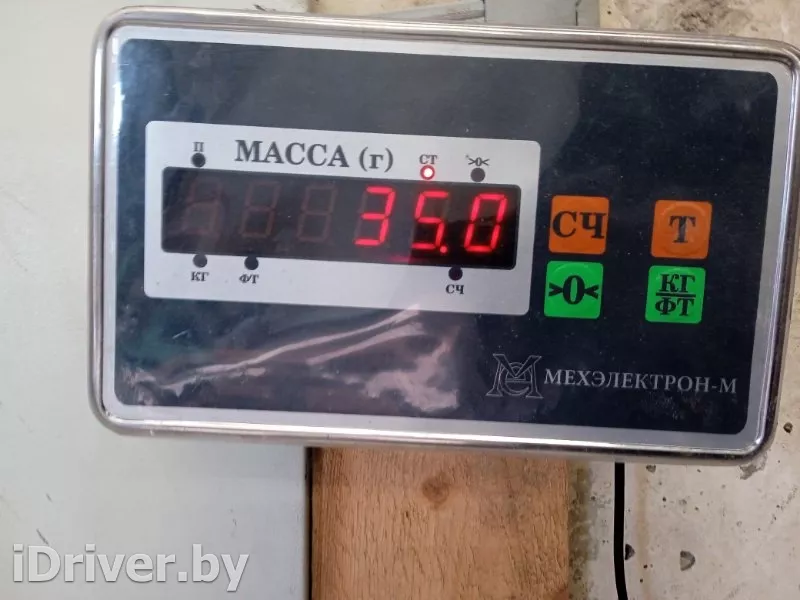 П
МАССА (г)
СТ
>0<
35.0
КГ
ФТ
СЧ
СЧ
Т
>0<
КГ
ФТ
МЕХЭЛЕКТРОН-М
iDriver.by